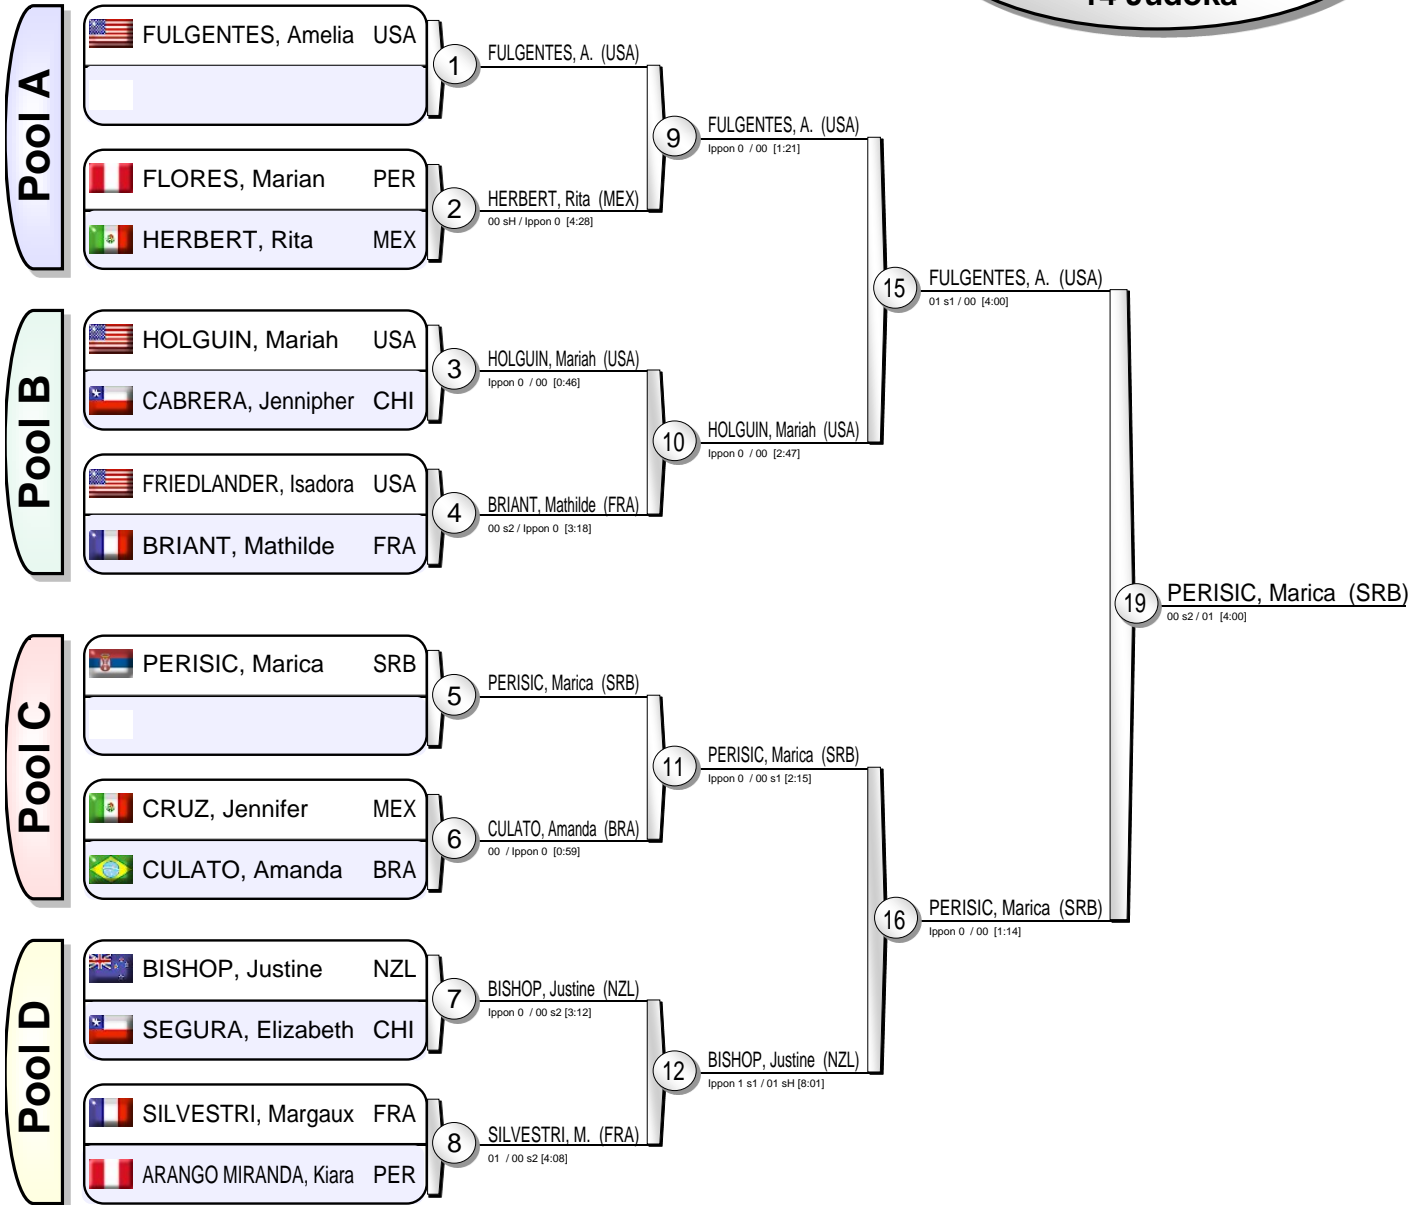 14 Judoka
Pool A
FULGENTES, Amelia USA
FLORES, Marian PER
HERBERT, Rita MEX
Pool B
HOLGUIN, Mariah USA
CABRERA, Jennipher CHI
FRIEDLANDER, Isadora USA
BRIANT, Mathilde FRA
Pool C
PERISIC, Marica SRB
CRUZ, Jennifer MEX
CULATO, Amanda BRA
Pool D
BISHOP, Justine NZL
SEGURA, Elizabeth CHI
SILVESTRI, Margaux FRA
ARANGO MIRANDA, Kiara PER
1
FULGENTES, A. (USA)
2
HERBERT, Rita (MEX)
00 sH / Ippon 0 [4:28]
3
HOLGUIN, Mariah (USA)
Ippon 0 / 00 [0:46]
4
BRIANT, Mathilde (FRA)
00 s2 / Ippon 0 [3:18]
5
PERISIC, Marica (SRB)
6
CULATO, Amanda (BRA)
00 / Ippon 0 [0:59]
7
BISHOP, Justine (NZL)
Ippon 0 / 00 s2 [3:12]
8
SILVESTRI, M. (FRA)
01 / 00 s2 [4:08]
9
FULGENTES, A. (USA)
Ippon 0 / 00 [1:21]
10
HOLGUIN, Mariah (USA)
Ippon 0 / 00 [2:47]
11
PERISIC, Marica (SRB)
Ippon 0 / 00 s1 [2:15]
12
BISHOP, Justine (NZL)
Ippon 1 s1 / 01 sH [8:01]
15
FULGENTES, A. (USA)
01 s1 / 00 [4:00]
16
PERISIC, Marica (SRB)
Ippon 0 / 00 [1:14]
19
PERISIC, Marica (SRB)
00 s2 / 01 [4:00]